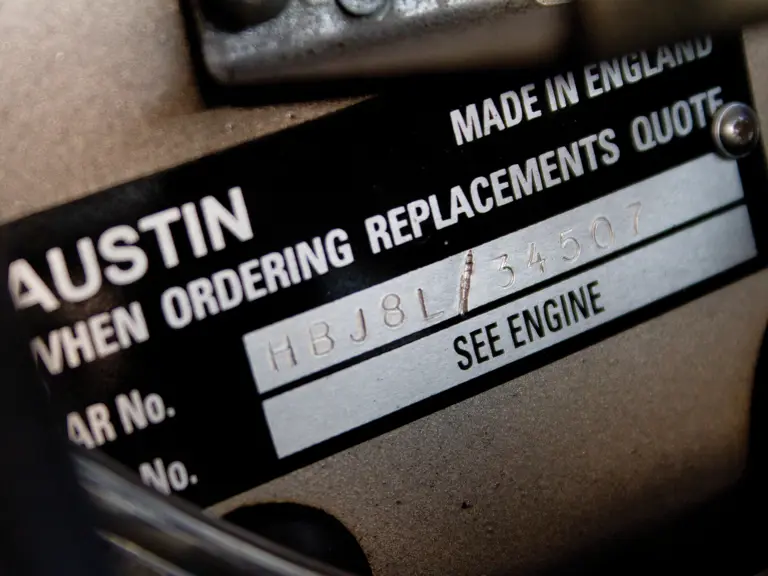 MADE IN ENGLAND
AUSTIN
WHEN ORDERING REPLACEMENTS QUOTE
AR No. HBJ8L/34507
No. SEE ENGINE